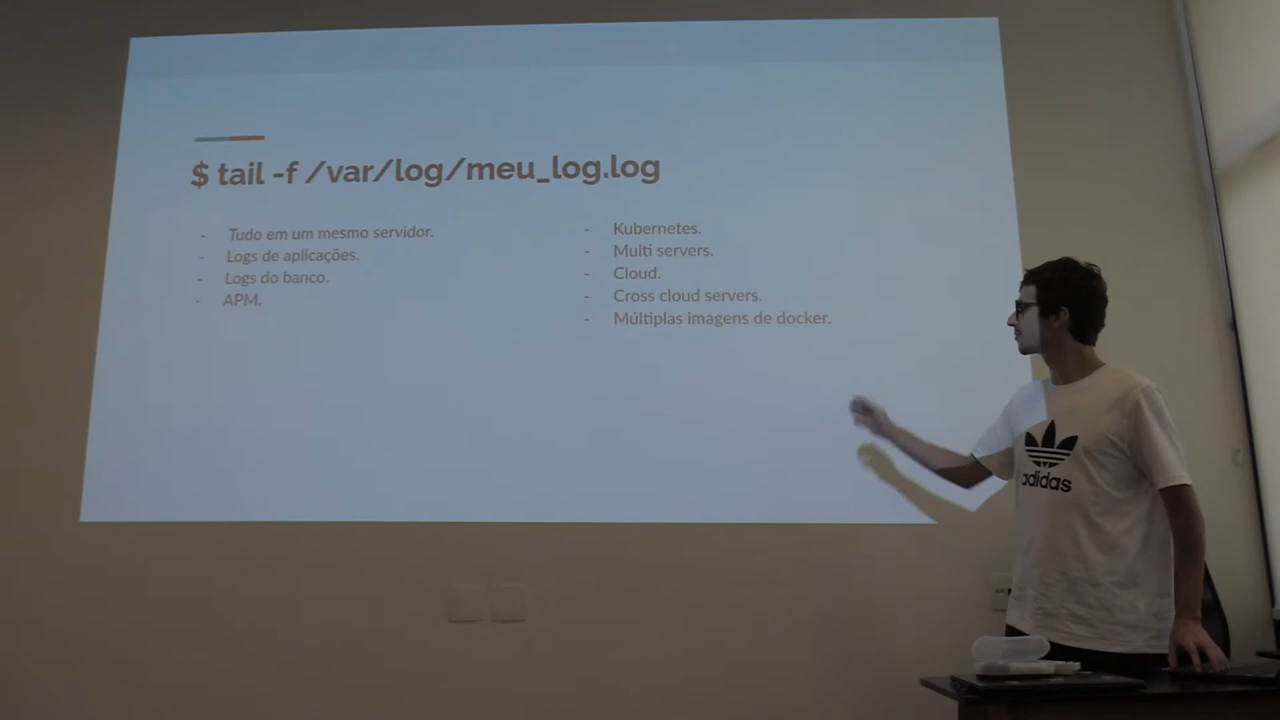 $ tail -f /var/log/meu_log.log
- Tudo em um mesmo servidor.
- Logs de aplicações.
- Logs do banco.
- APM.
- Kubernetes.
- Multi servers.
- Cloud.
- Cross cloud servers.
- Múltiplas imagens de docker.
adidas